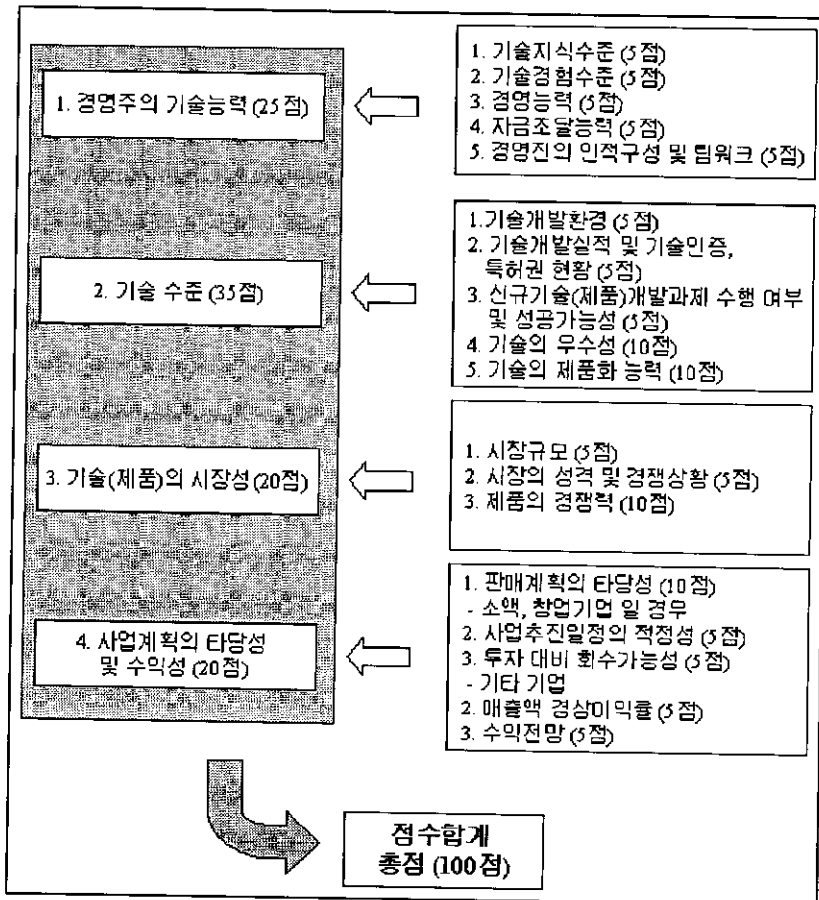 1. 경명주의 기술능력 (25점)
1. 기술지식수준 (5점)
2. 기술경험수준 (5점)
3. 경명능력 (5점)
4. 자금조달능력 (5점)
5. 경명진의 인적구성 및 팀워크 (5점)
2. 기술 수준 (35점)
1.기술개발환경 (5점)
2. 기술개발실적 및 기술인증,
특허권 현황 (5점)
3. 신규기술(제품)개발과제 수행 여부
및 성공가능성 (5점)
4. 기술의 우수성 (10점)
5. 기술의 제품화 능력 (10점)
3. 기술(제품)의 시장성 (20점)
1. 시장규모 (5점)
2. 시장의 성격 및 경쟁상황 (5점)
3. 제품의 경쟁력 (10점)
4. 사업계획의 타당성
및 수익성 (20점)
1. 판매계획의 타당성 (10점)
- 소액, 창업기업 일 경우
2. 사업추진일정의 적정성 (5점)
3. 투자 대비 회수가능성 (5점)
- 기타 기업
2. 매출액 경상이익률 (5점)
3. 수익전망 (5점)
점수합계
총점 (100점)